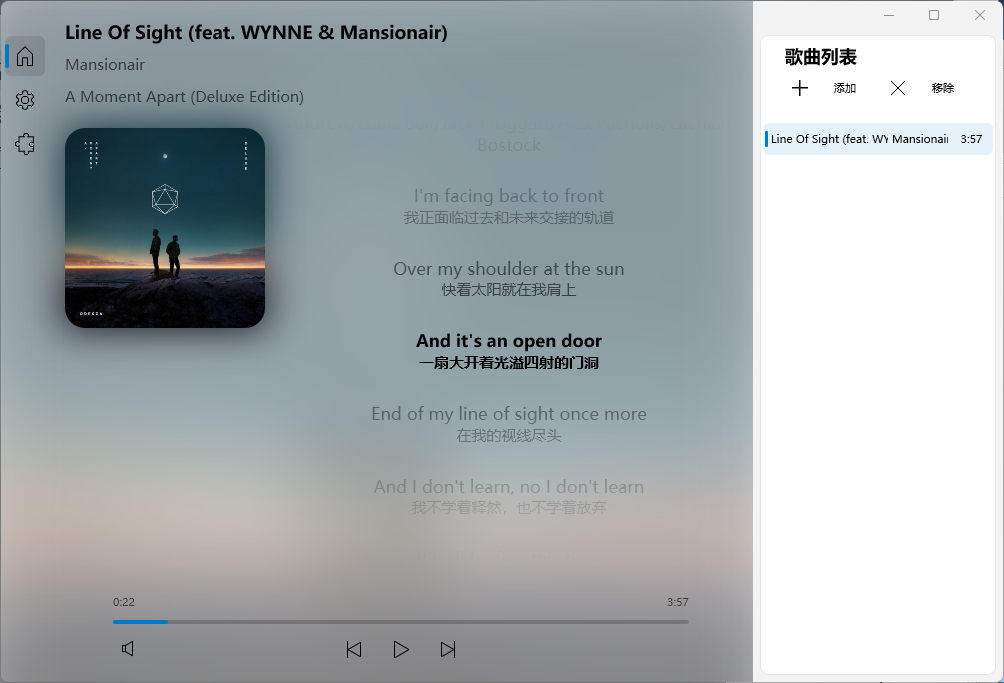 Line Of Sight (feat. WYNNE & Mansionair)
Mansionair
A Moment Apart (Deluxe Edition)
Bostock
I'm facing back to front
我正面临过去和未来交接的轨道
Over my shoulder at the sun
快看太阳就在我肩上
And it's an open door
一扇大开着光溢四射的门洞
End of my line of sight once more
在我的视线尽头
And I don't learn, no I don't learn
我不学着释然，也不学着放弃
0:22
3:57
歌曲列表
添加
移除
Line Of Sight (feat. WY Mansionair 3:57
ODESZA